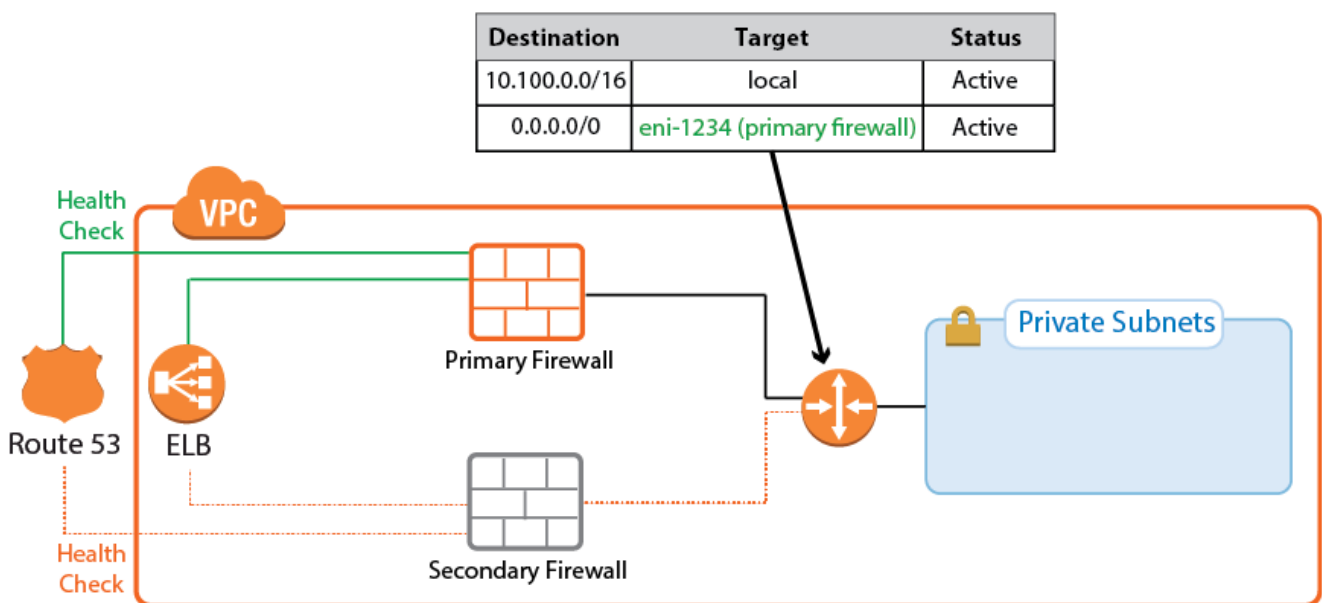 Destination Target Status
10.100.0.0/16 local Active
0.0.0.0/0 eni-1234 (primary firewall) Active
Health
Check
VPC
Primary Firewall
Private Subnets
Route 53
ELB
Health
Check
Secondary Firewall